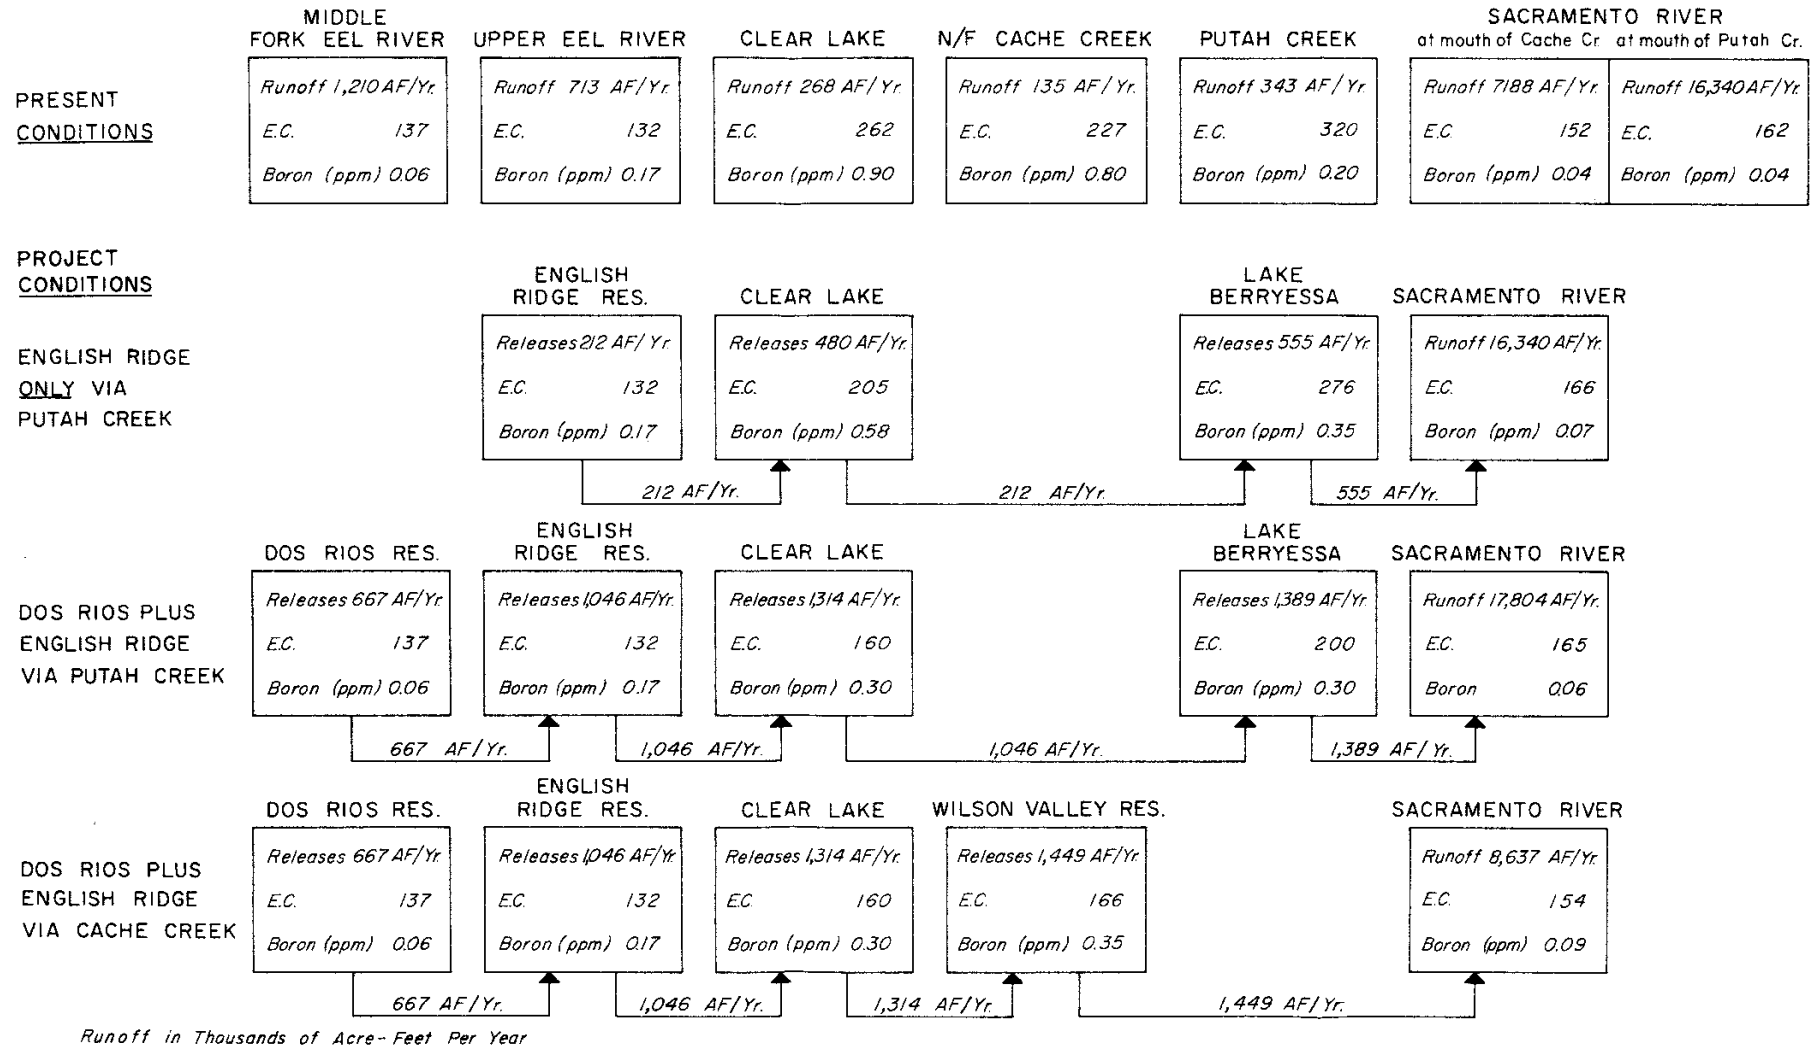 MIDDLE
FORK EEL RIVER
UPPER EEL RIVER
CLEAR LAKE
N/F CACHE CREEK
PUTAH CREEK
SACRAMENTO RIVER
at mouth of Cache Cr. at mouth of Putah Cr.
PRESENT
CONDITIONS
Runoff 1,210 AF/Yr.
E.C. 137
Boron (ppm) 0.06
Runoff 713 AF/Yr.
E.C. 132
Boron (ppm) 0.17
Runoff 268 AF/Yr.
E.C. 262
Boron (ppm) 0.90
Runoff 135 AF/Yr.
E.C. 227
Boron (ppm) 0.80
Runoff 343 AF/Yr.
E.C. 320
Boron (ppm) 0.20
Runoff 7188 AF/Yr.
E.C. 152
Boron (ppm) 0.04
Runoff 16,340 AF/Yr.
E.C. 162
Boron (ppm) 0.04
PROJECT
CONDITIONS
ENGLISH RIDGE
ONLY VIA
PUTAH CREEK
ENGLISH
RIDGE RES.
Releases 212 AF/Yr.
E.C. 132
Boron (ppm) 0.17
CLEAR LAKE
Releases 480 AF/Yr.
E.C. 205
Boron (ppm) 0.58
LAKE
BERRYESSA
Releases 555 AF/Yr.
E.C. 276
Boron (ppm) 0.35
SACRAMENTO RIVER
Runoff 16,340 AF/Yr.
E.C. 166
Boron (ppm) 0.07
212 AF/Yr.
212 AF/Yr.
555 AF/Yr.
DOS RIOS PLUS
ENGLISH RIDGE
VIA PUTAH CREEK
DOS RIOS RES.
Releases 667 AF/Yr.
E.C. 137
Boron (ppm) 0.06
ENGLISH
RIDGE RES.
Releases 1,046 AF/Yr.
E.C. 132
Boron (ppm) 0.17
CLEAR LAKE
Releases 1,314 AF/Yr.
E.C. 160
Boron (ppm) 0.30
LAKE
BERRYESSA
Releases 1,389 AF/Yr.
E.C. 200
Boron (ppm) 0.30
SACRAMENTO RIVER
Runoff 17,804 AF/Yr.
E.C. 165
Boron 0.06
667 AF/Yr.
1,046 AF/Yr.
1,046 AF/Yr.
1,389 AF/Yr.
DOS RIOS PLUS
ENGLISH RIDGE
VIA CACHE CREEK
DOS RIOS RES.
Releases 667 AF/Yr.
E.C. 137
Boron (ppm) 0.06
ENGLISH
RIDGE RES.
Releases 1,046 AF/Yr.
E.C. 132
Boron (ppm) 0.17
CLEAR LAKE
Releases 1,314 AF/Yr.
E.C. 160
Boron (ppm) 0.30
WILSON VALLEY RES.
Releases 1,449 AF/Yr.
E.C. 166
Boron (ppm) 0.35
SACRAMENTO RIVER
Runoff 8,637 AF/Yr.
E.C. 154
Boron (ppm) 0.09
667 AF/Yr.
1,046 AF/Yr.
1,314 AF/Yr.
1,449 AF/Yr.
Runoff in Thousands of Acre-Feet Per Year